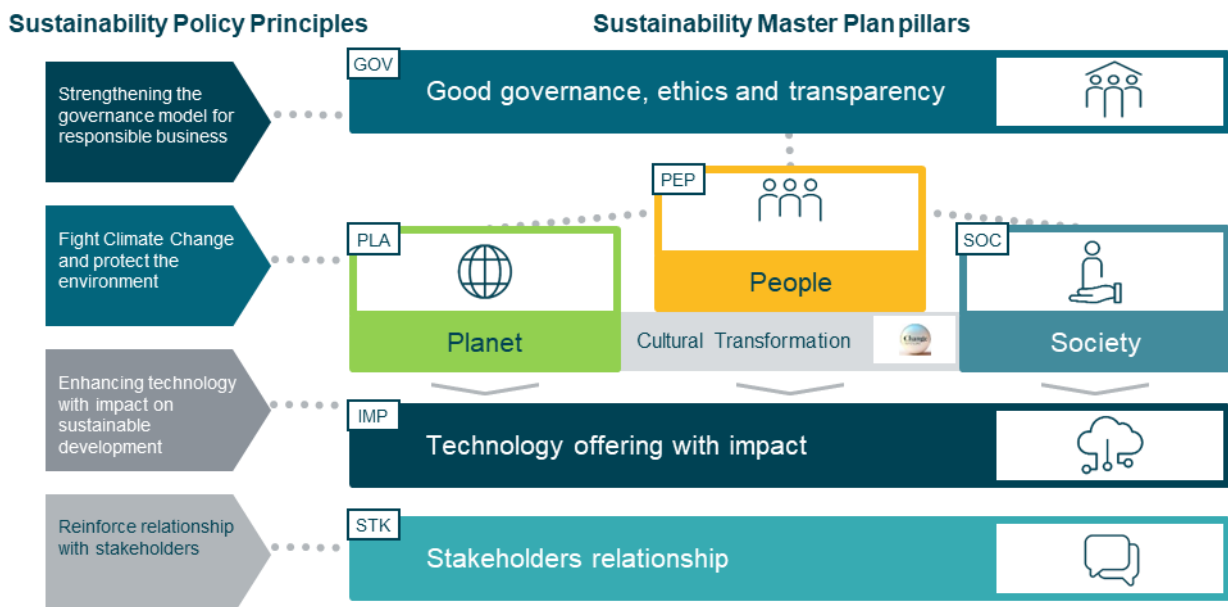 Sustainability Policy Principles
Sustainability Master Plan pillars
Strengthening the
governance model for
responsible business
GOV
Good governance, ethics and transparency
Fight Climate Change
and protect the
environment
PLA
Planet
PEP
People
Cultural Transformation
Change
SOC
Society
Enhancing technology
with impact on
sustainable
development
IMP
Technology offering with impact
Reinforce relationship
with stakeholders
STK
Stakeholders relationship